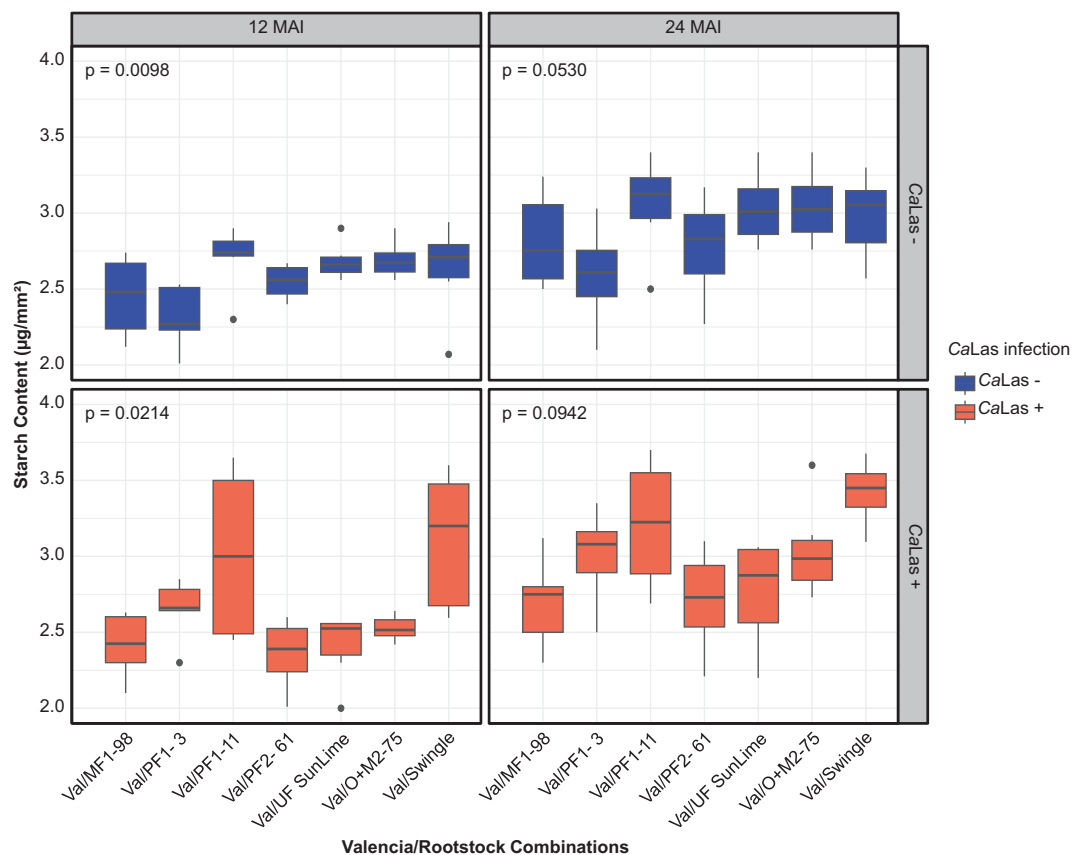 12 MAI
24 MAI
p = 0.0098
p = 0.0530
4.0
3.5
3.0
2.5
2.0
CaLas -
p = 0.0214
p = 0.0942
4.0
3.5
3.0
2.5
2.0
CaLas +
Starch Content (µg/mm²)
CaLas infection
CaLas -
CaLas +
Val/MF1-98
Val/PF1- 3
Val/PF1-11
Val/PF2-61
Val/UF SunLime
Val/O+M2-75
Val/Swingle
Val/MF1-98
Val/PF1- 3
Val/PF1-11
Val/PF2-61
Val/UF SunLime
Val/O+M2-75
Val/Swingle
Valencia/Rootstock Combinations